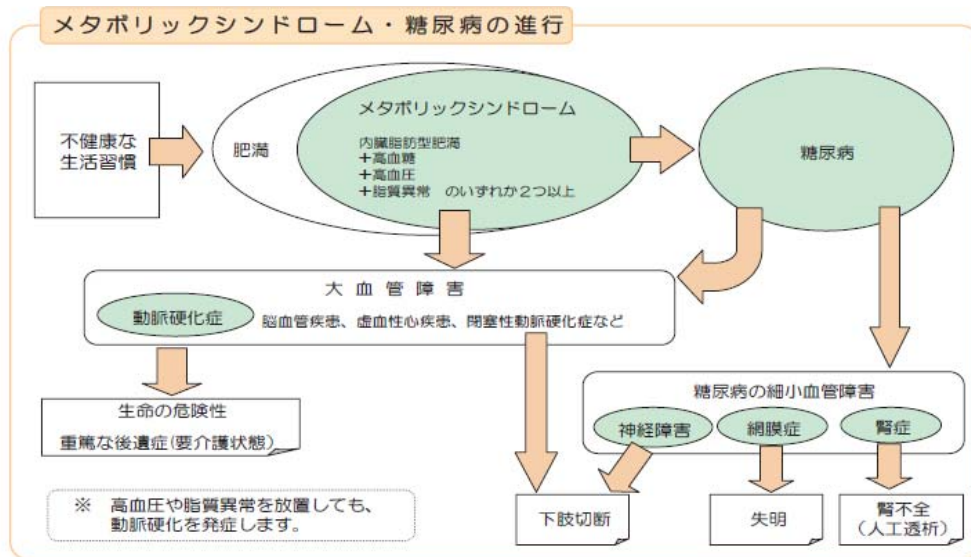 メタボリックシンドローム・糖尿病の進行
不健康な
生活習慣
肥満
メタボリックシンドローム
内臓脂肪型肥満
＋高血糖
＋高血圧
＋脂質異常　のいずれか２つ以上
糖尿病
大 血 管 障 害
動脈硬化症
脳血管疾患、虚血性心疾患、閉塞性動脈硬化症など
生命の危険性
重篤な後遺症(要介護状態)
糖尿病の細小血管障害
神経障害
網膜症
腎症
※　高血圧や脂質異常を放置しても、
動脈硬化を発症します。
下肢切断
失明
腎不全
（人工透析）